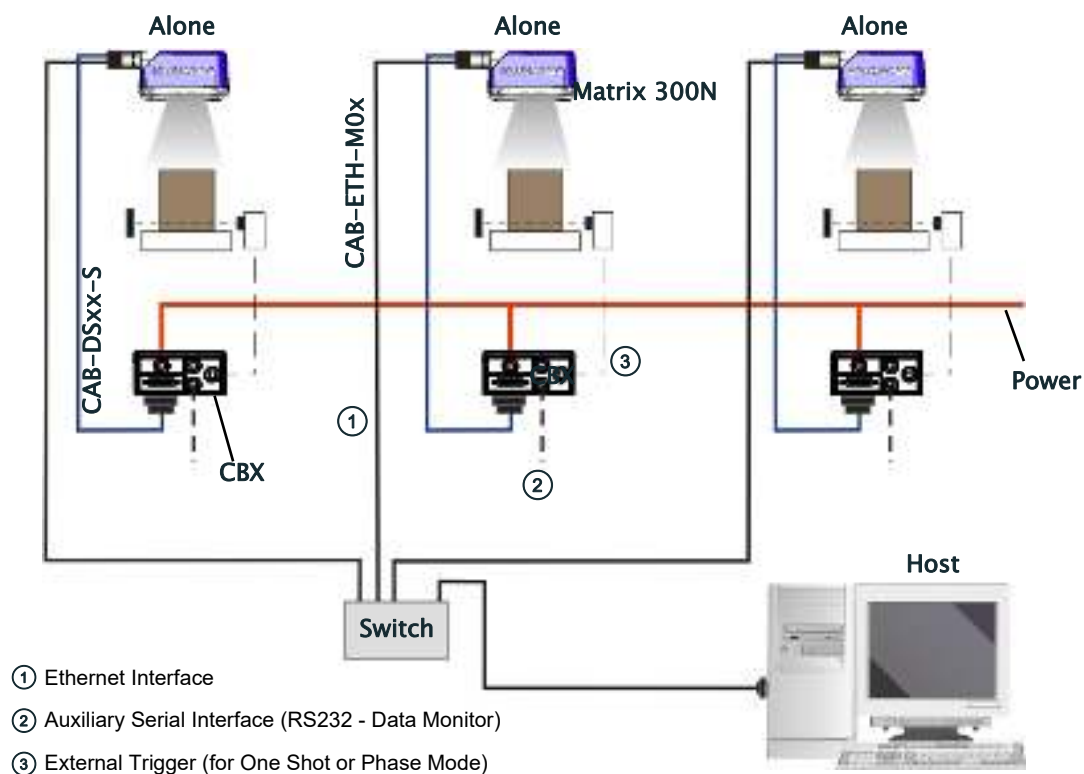 Alone
Alone
Alone
Matrix 300N
CAB-ETH-M0x
CAB-DSxx-S
3
CBX
Power
1
CBX
2
Host
Switch
1 Ethernet Interface
2 Auxiliary Serial Interface (RS232 - Data Monitor)
3 External Trigger (for One Shot or Phase Mode)